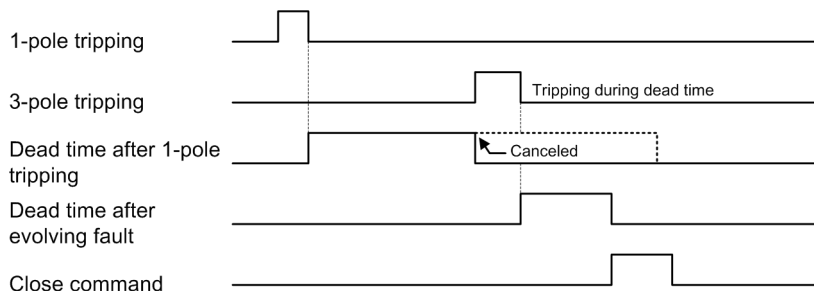 1-pole tripping
3-pole tripping
Tripping during dead time
Dead time after 1-pole
tripping
Canceled
Dead time after
evolving fault
Close command